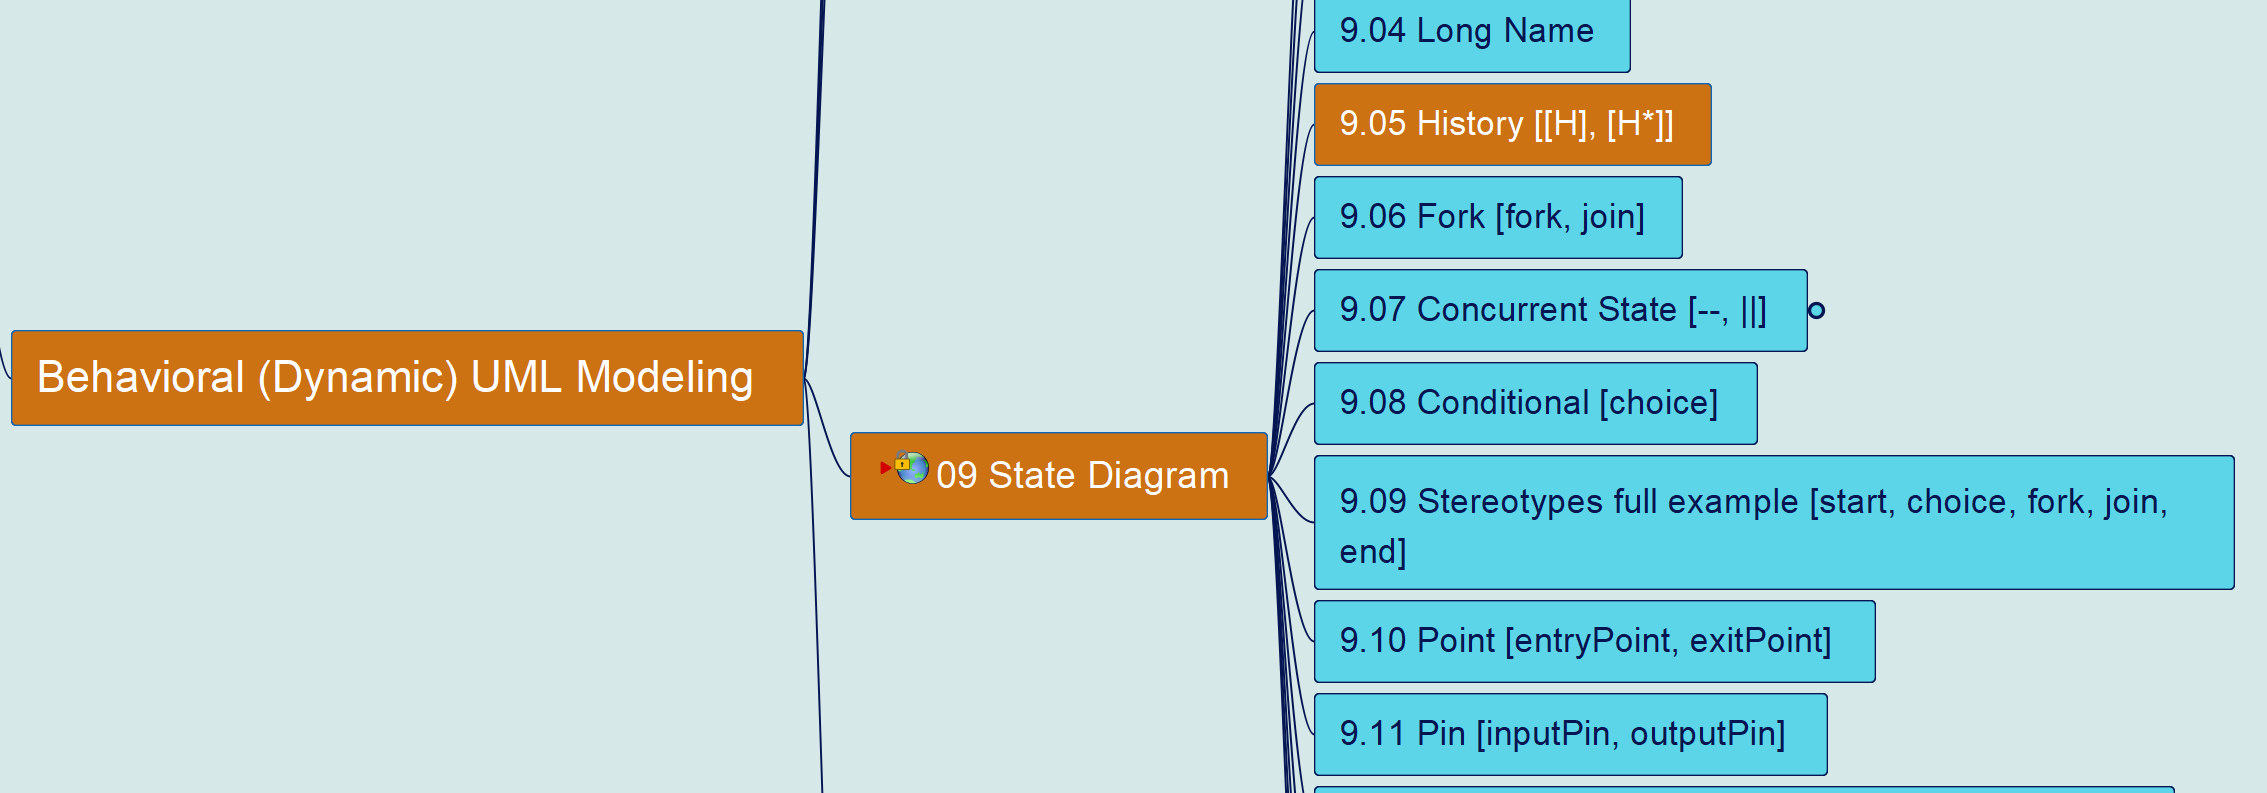 9.04 Long Name
9.05 History [[H], [H*]]
9.06 Fork [fork, join]
9.07 Concurrent State [--, ||]
Behavioral (Dynamic) UML Modeling
9.08 Conditional [choice]
09 State Diagram
9.09 Stereotypes full example [start, choice, fork, join,
end]
9.10 Point [entryPoint, exitPoint]
9.11 Pin [inputPin, outputPin]